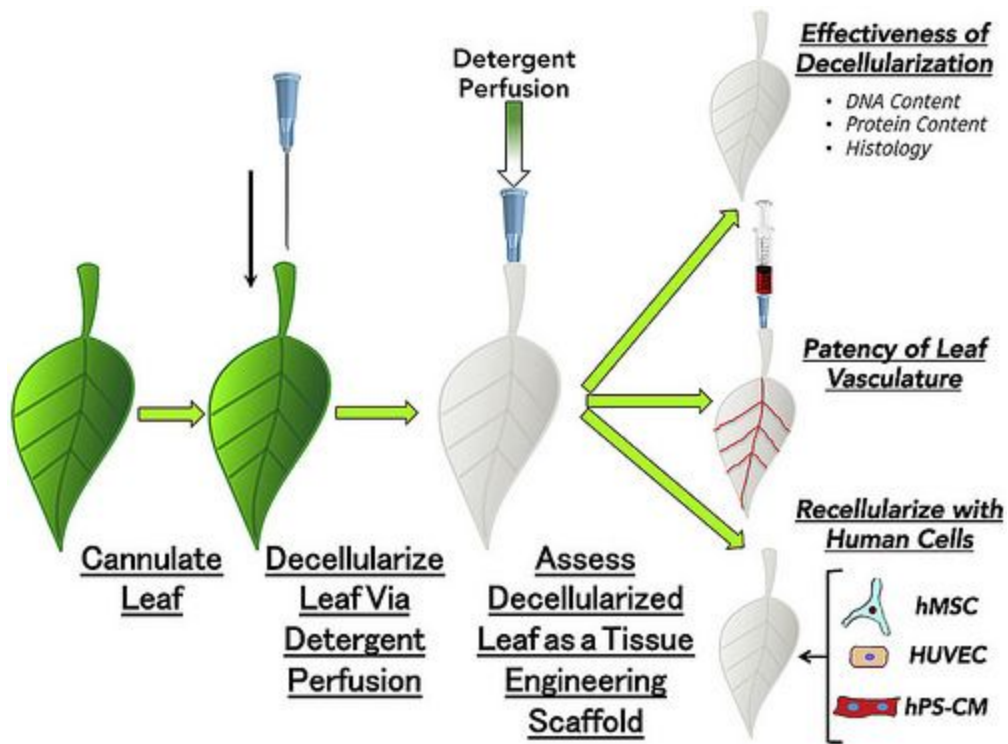 Detergent
Perfusion
Effectiveness of
Decellularization
• DNA Content
• Protein Content
• Histology
Patency of Leaf
Vasculature
Recellularize with
Human Cells
hMSC
HUVEC
hPS-CM
Cannulate
Leaf
Decellularize
Leaf Via
Detergent
Perfusion
Assess
Decellularized
Leaf as a Tissue
Engineering
Scaffold